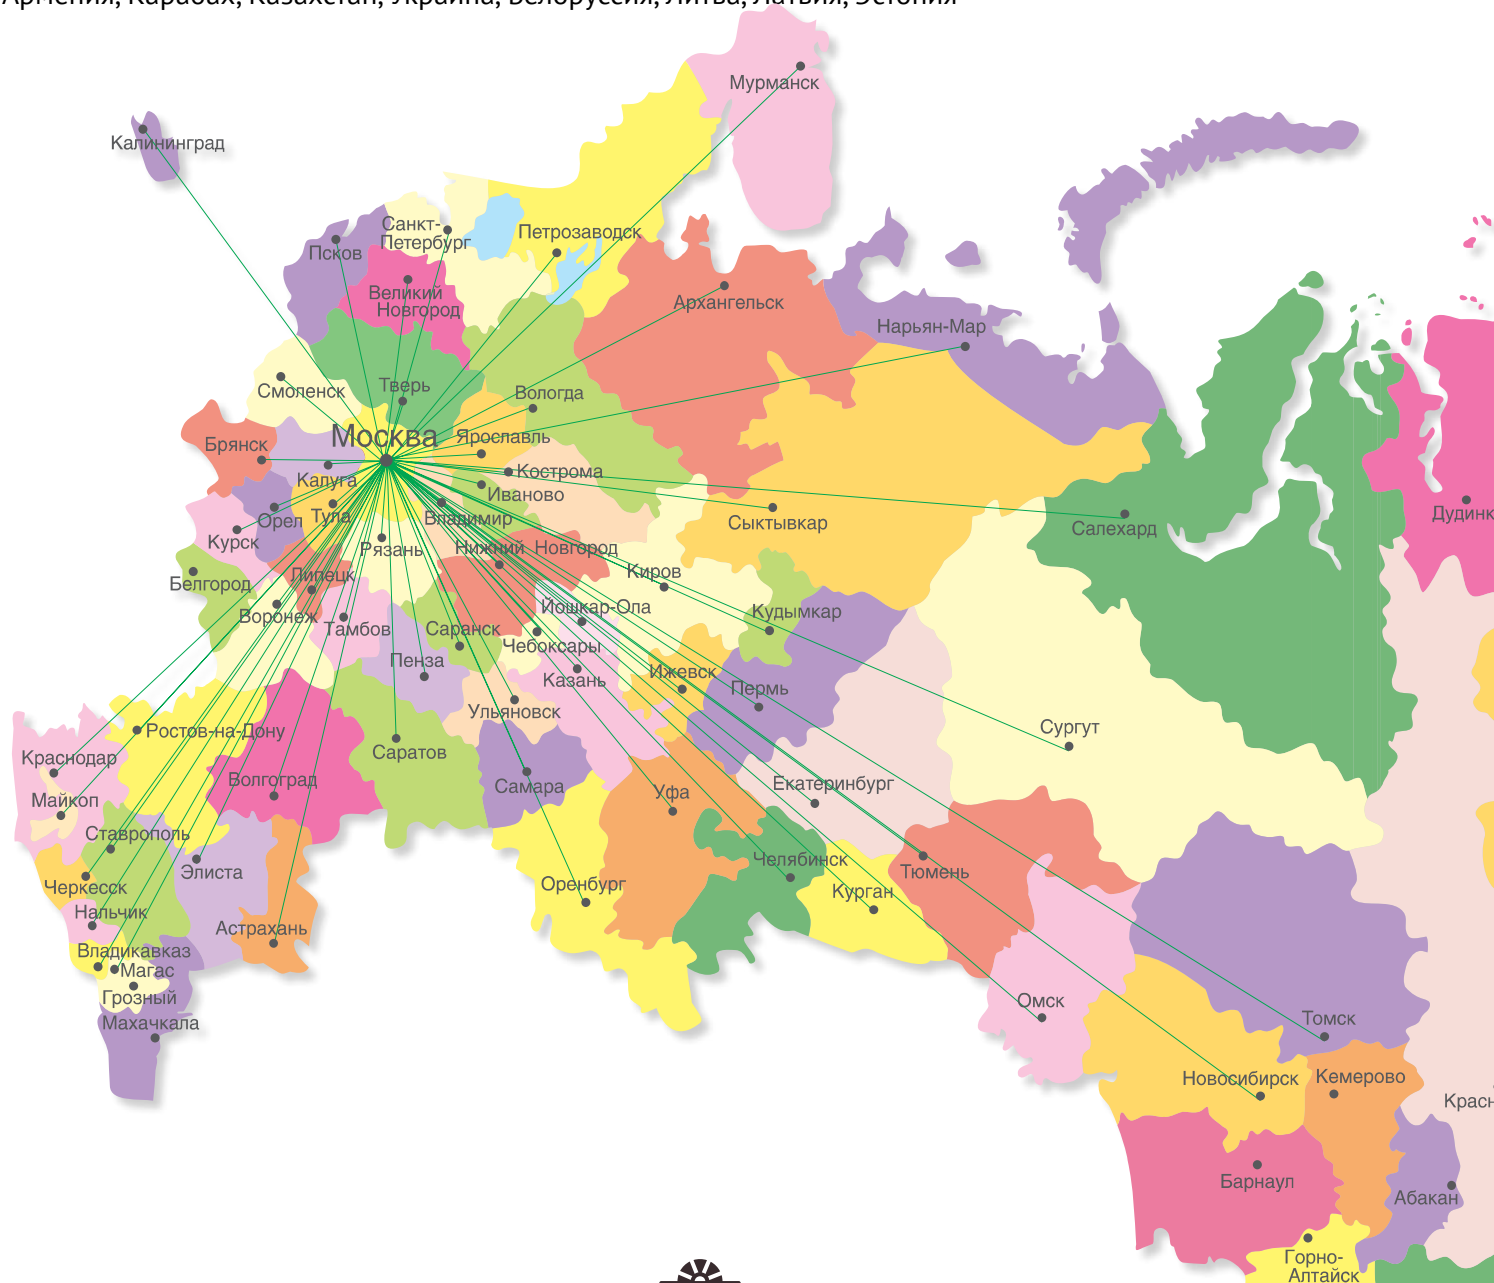 Армения, Карабах, Казахстан, Украина, Белоруссия, Литва, Латвия, Эстония
Мурманск
Калининград
Санкт-
Петербург
Псков
Петрозаводск
Великий
Новгород
Архангельск
Нарьян-Мар
Смоленск
Тверь
Вологда
Москва
Ярославль
Брянск
Кострома
Калуга
Иваново
Орел
Тула
Владимир
Сыктывкар
Салехард
Дудинк
Курск
Рязань
Нижний Новгород
Белгород
Липецк
Киров
Воронеж
Тамбов
Йошкар-Ола
Кудымкар
Саранск
Чебоксары
Пенза
Казань
Ижевск
Пермь
Ульяновск
Сургут
Ростов-на-Дону
Саратов
Краснодар
Волгоград
Самара
Уфа
Екатеринбург
Майкоп
Ставрополь
Элиста
Челябинск
Тюмень
Черкесск
Оренбург
Курган
Нальчик
Астрахань
Владикавказ
Магас
Грозный
Омск
Махачкала
Томск
Новосибирск
Кемерово
Красн
Барнаул
Абакан
Горно-
Алтайск